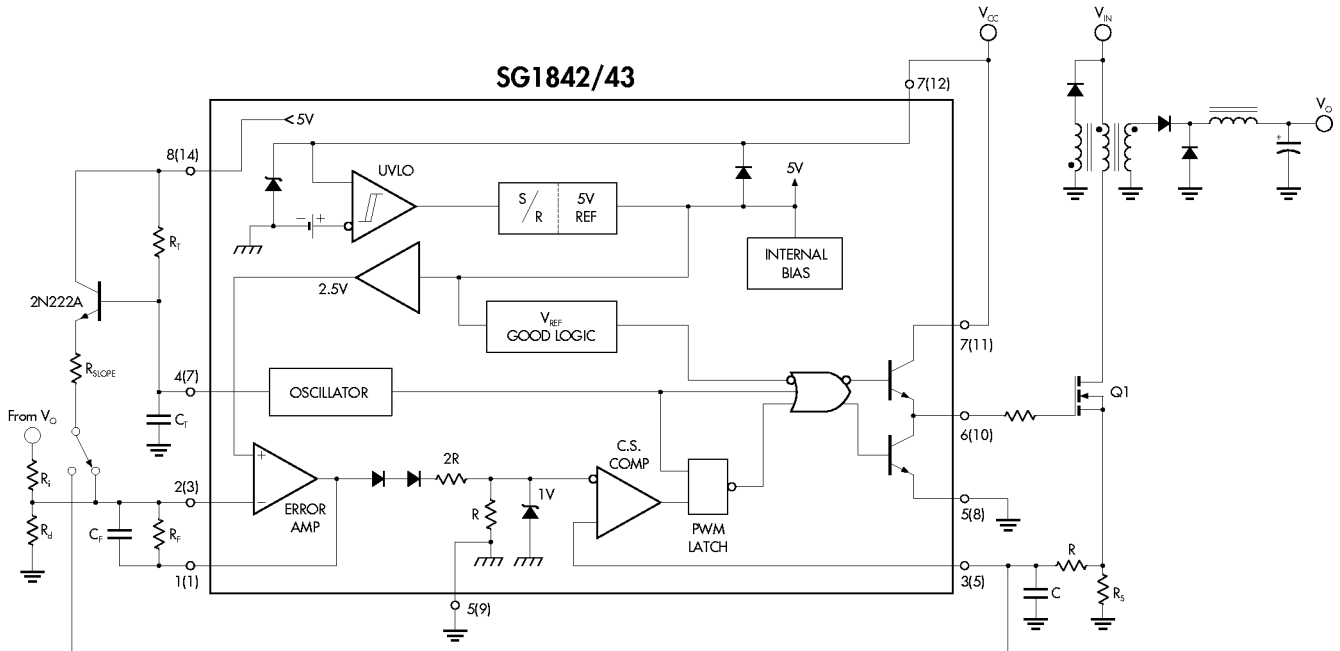 V_CC
V_IN
SG1842/43
7(12)
V_O
5V
8(14)
UVLO
5V
S/R
5V REF
− +
R_T
INTERNAL
BIAS
2.5V
2N222A
V_REF
GOOD LOGIC
7(11)
R_SLOPE
4(7)
OSCILLATOR
Q1
From V_O
C_T
6(10)
C.S.
COMP
2R
R_i
+
1V
2(3)
−
ERROR
AMP
R
5(8)
R_d
C_F
R_F
PWM
LATCH
R
1(1)
3(5)
5(9)
C
R_S
+